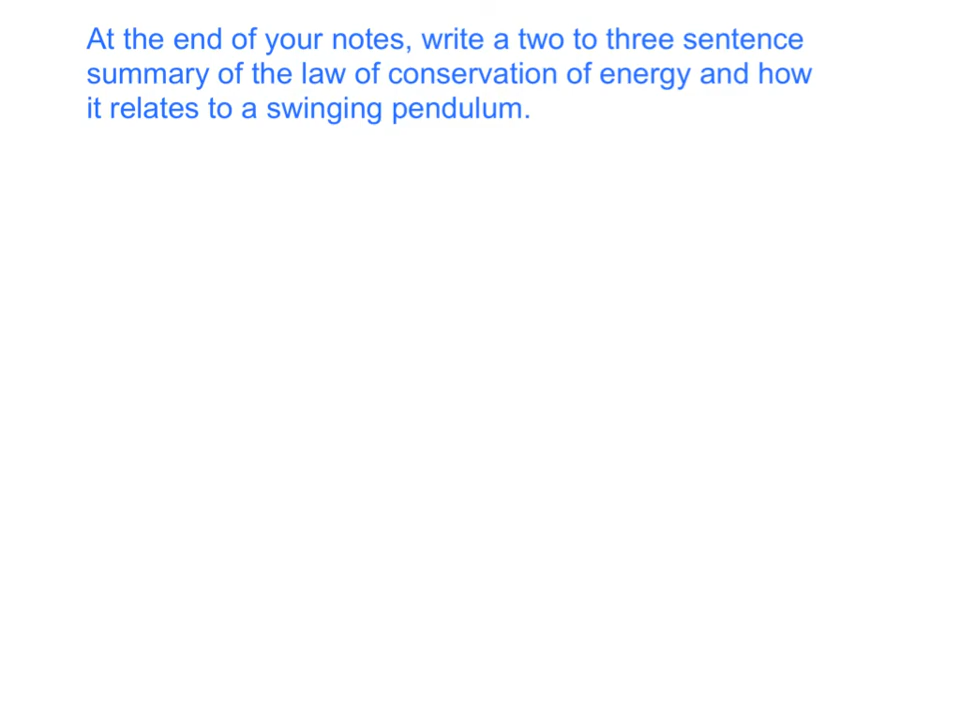 At the end of your notes, write a two to three sentence
summary of the law of conservation of energy and how
it relates to a swinging pendulum.